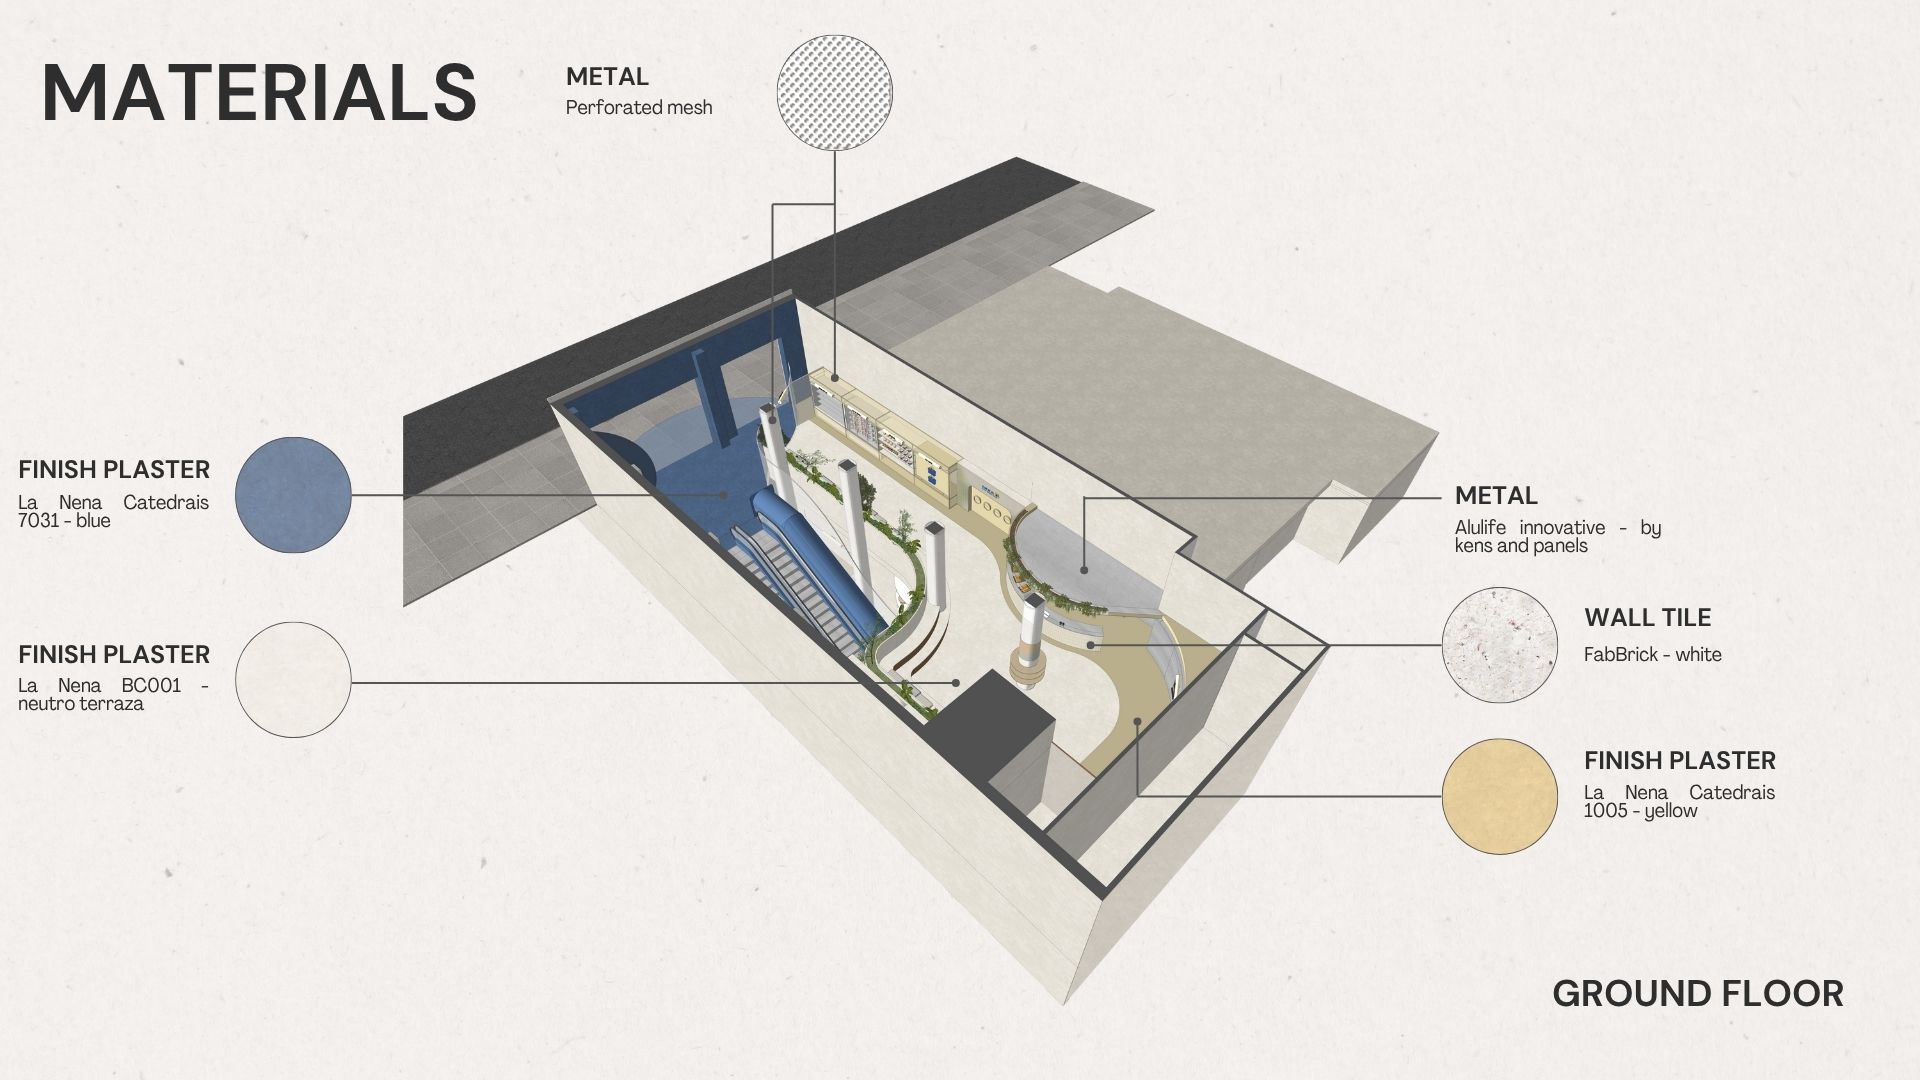 MATERIALS
METAL
Perforated mesh
FINISH PLASTER
La Nena Catedrais
7031 - blue
FINISH PLASTER
La Nena BC001 -
neutro terraza
METAL
Alulife innovative - by
kens and panels
WALL TILE
FabBrick - white
FINISH PLASTER
La Nena Catedrais
1005 - yellow
GROUND FLOOR